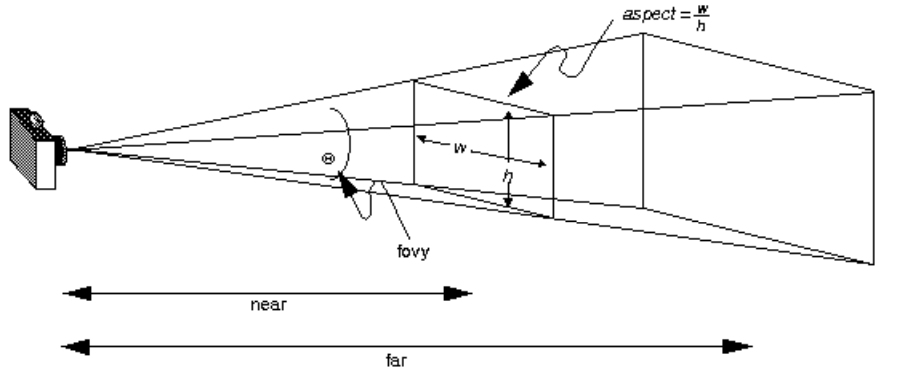 aspect = w/h
w
h
Θ
fovy
near
far